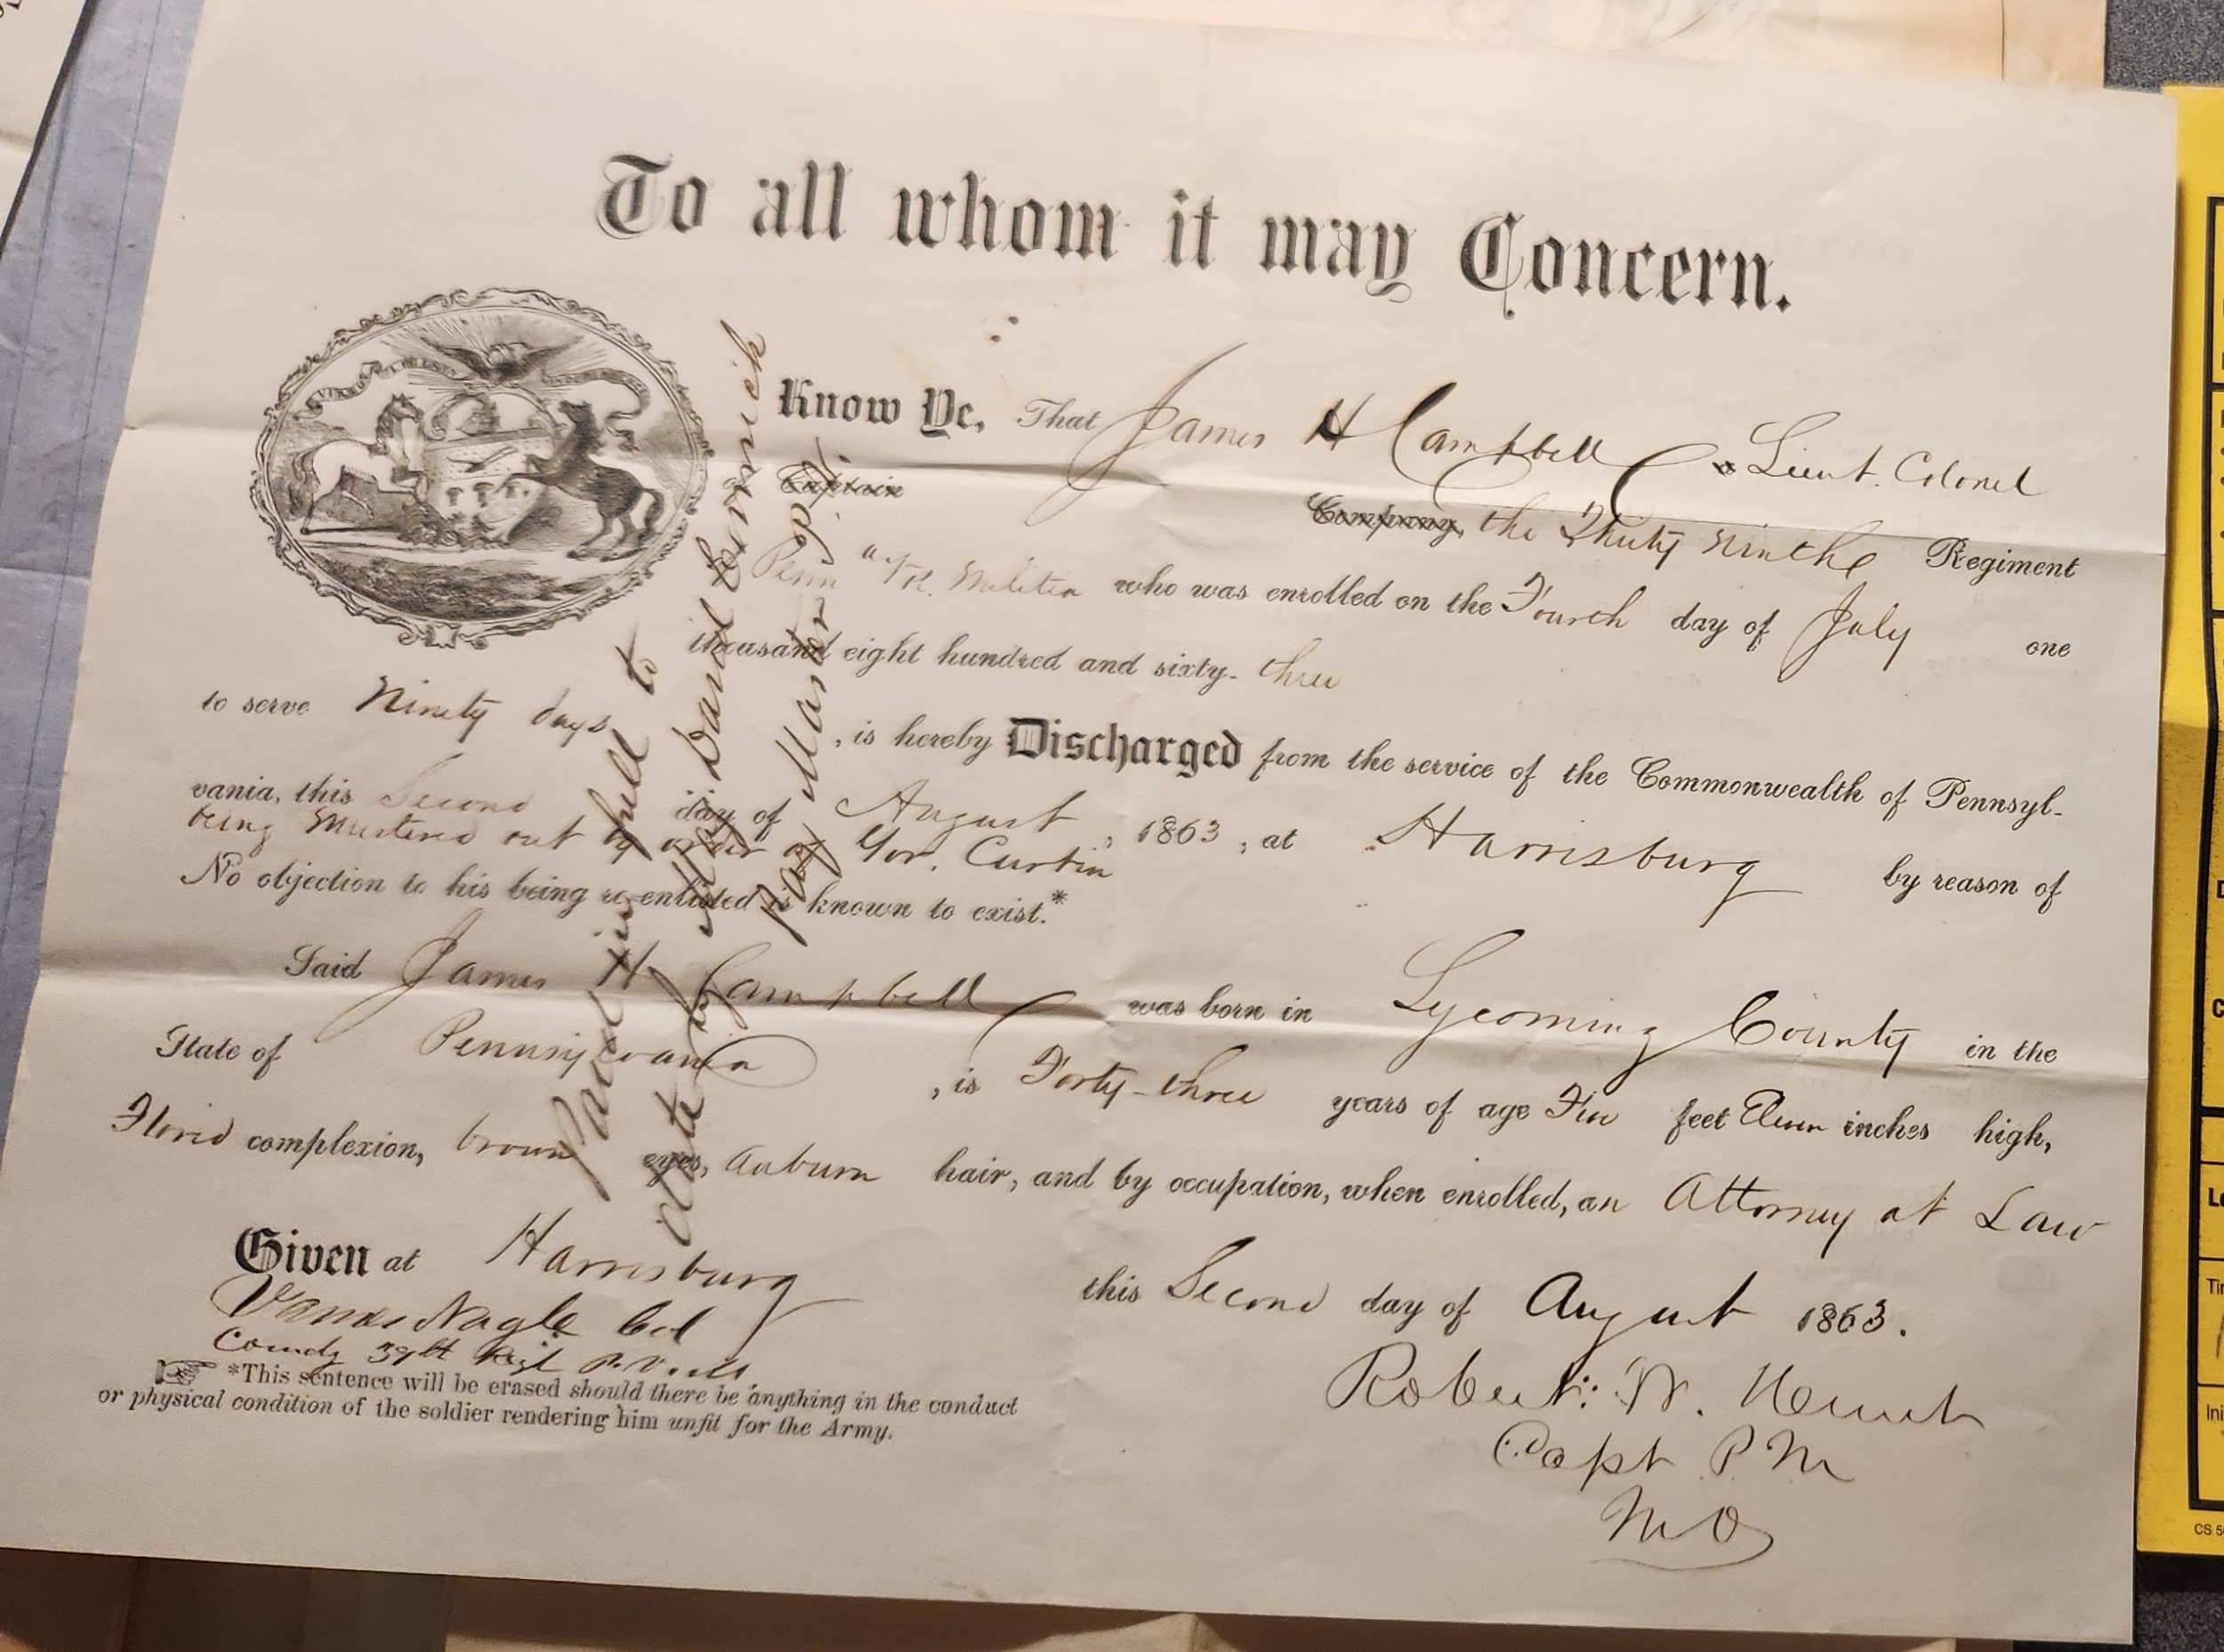 To all whom it may Concern.
Know Ye, That James H Campbell a Lieut. Colonel
Captain Company, the Thirty Ninthe Regiment
Penn Vol. Militia who was enrolled on the Fourth day of July one
thousand eight hundred and sixty-three
to serve Ninety days, is hereby Discharged from the service of the Commonwealth of Pennsyl-
vania, this Second day of August, 1863, at Harrisburg by reason of
being Mustered out by order of Gov. Curtin
No objection to his being re-enlisted is known to exist.*
Said James H Campbell was born in Lycoming County in the
State of Pennsylvania, is Forty-three years of age Five feet Eleven inches high,
Florid complexion, brown eyes, Auburn hair, and by occupation, when enrolled, an Attorney at Law
Given at Harrisburg this Second day of August 1863.
Nagle Col
Comdg 39th Regt P.V.M.
*This sentence will be erased should there be anything in the conduct
or physical condition of the soldier rendering him unfit for the Army.
Robert
Capt P M
M O
Paid in full to
date by Maj. David
Pay Master